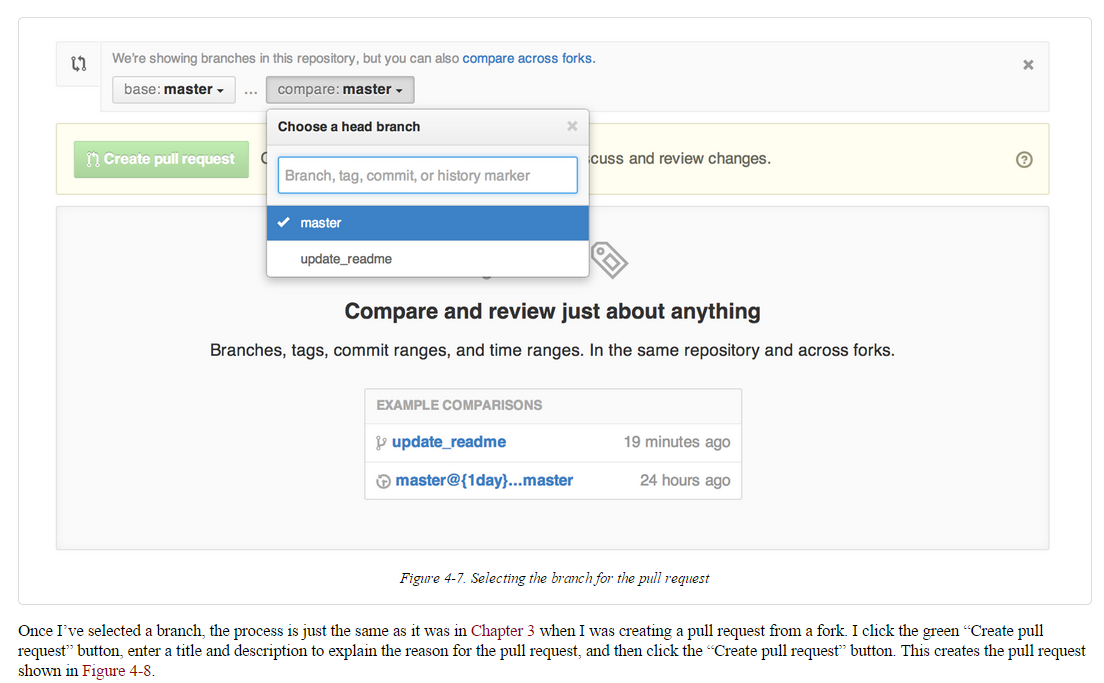 We're showing branches in this repository, but you can also compare across forks.
base: master ... compare: master
Choose a head branch
Create pull request
cuss and review changes.
Branch, tag, commit, or history marker
master
update_readme
Compare and review just about anything
Branches, tags, commit ranges, and time ranges. In the same repository and across forks.
EXAMPLE COMPARISONS
update_readme 19 minutes ago
master@{1day}...master 24 hours ago
Figure 4-7. Selecting the branch for the pull request
Once I’ve selected a branch, the process is just the same as it was in Chapter 3 when I was creating a pull request from a fork. I click the green “Create pull
request” button, enter a title and description to explain the reason for the pull request, and then click the “Create pull request” button. This creates the pull request
shown in Figure 4-8.